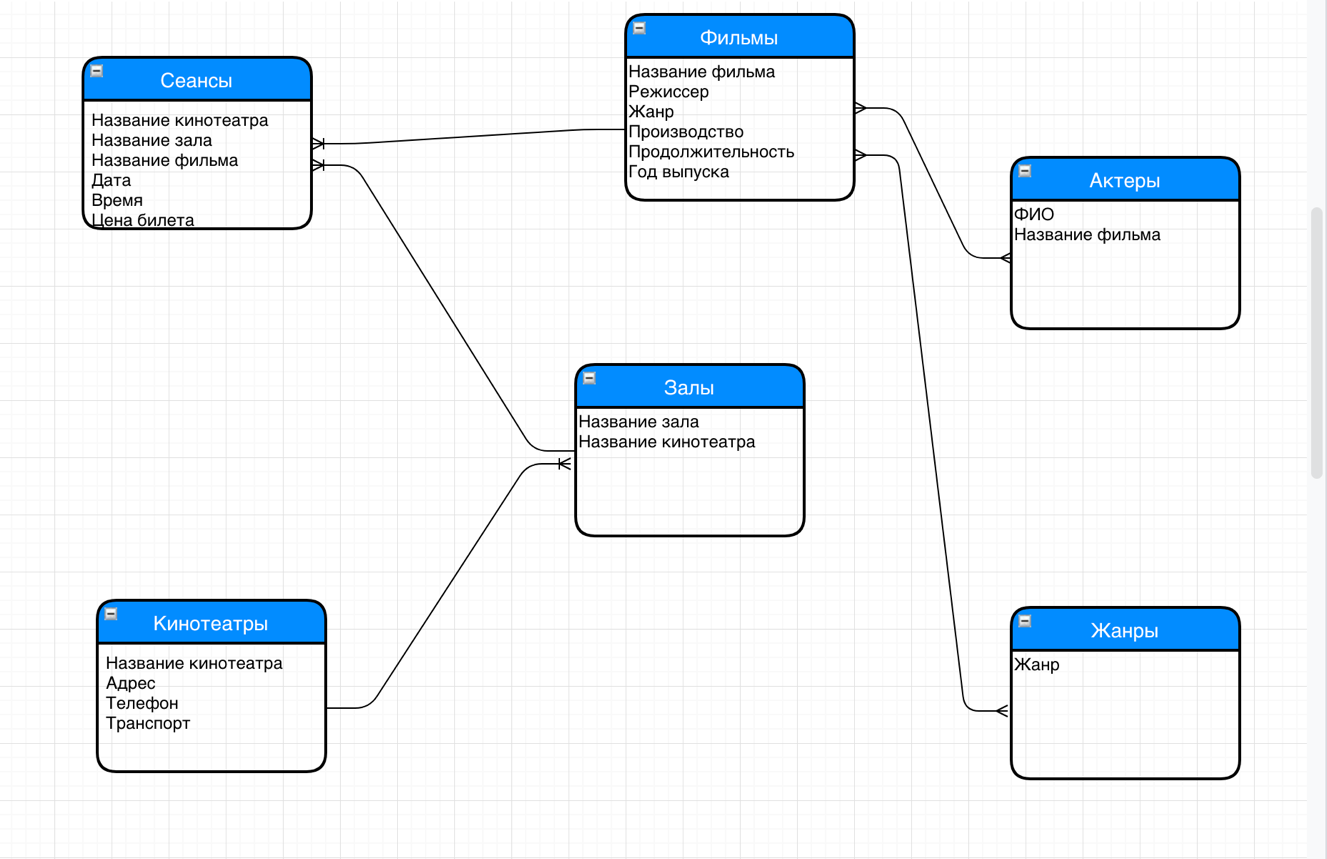 Сеансы
Название кинотеатра
Название зала
Название фильма
Дата
Время
Цена билета
Фильмы
Название фильма
Режиссер
Жанр
Производство
Продолжительность
Год выпуска
Актеры
ФИО
Название фильма
Залы
Название зала
Название кинотеатра
Кинотеатры
Название кинотеатра
Адрес
Телефон
Транспорт
Жанры
Жанр